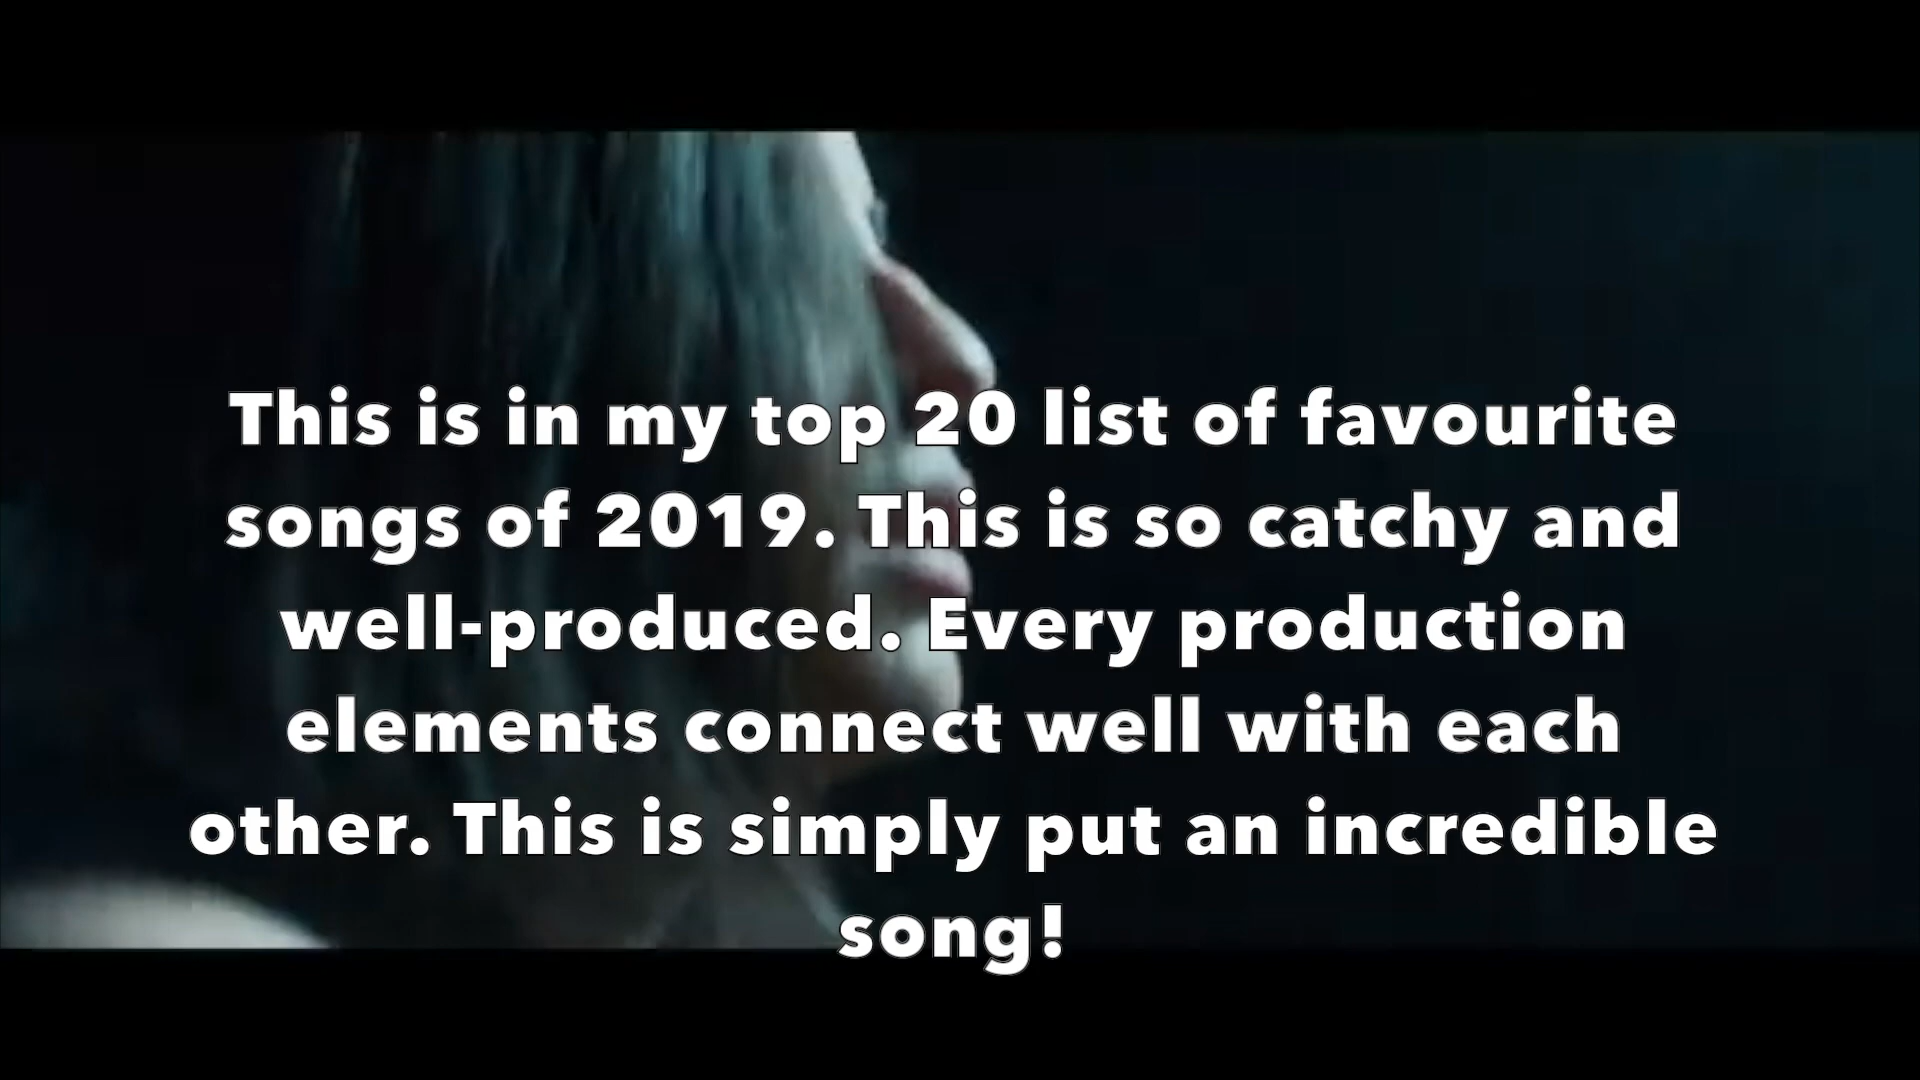 This is in my top 20 list of favourite
songs of 2019. This is so catchy and
well-produced. Every production
elements connect well with each
other. This is simply put an incredible
song!